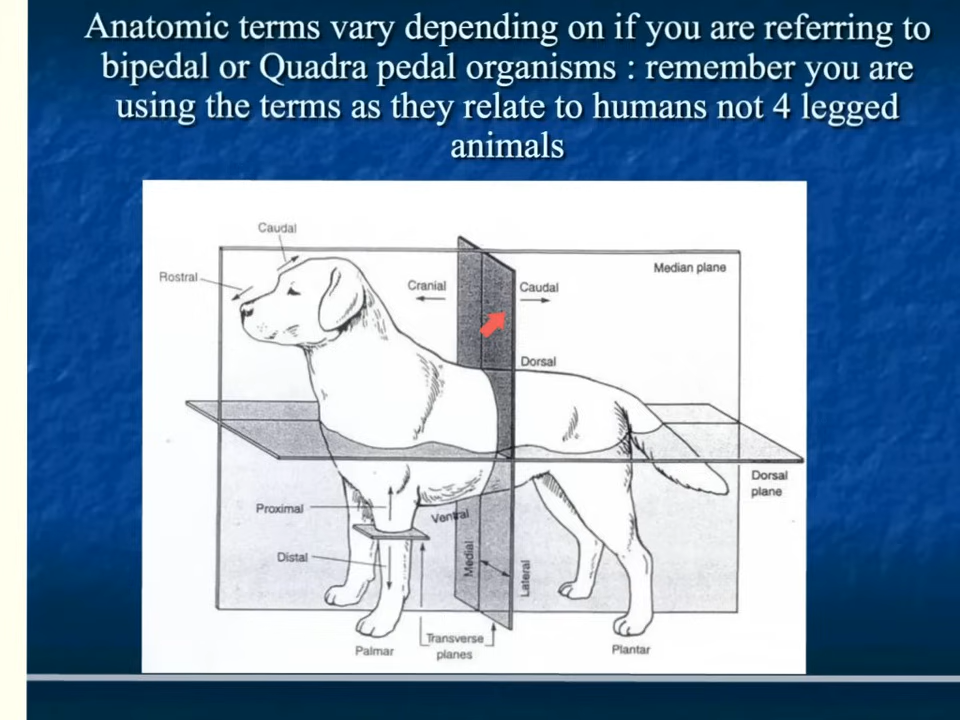 Anatomic terms vary depending on if you are referring to
bipedal or Quadra pedal organisms : remember you are
using the terms as they relate to humans not 4 legged
animals
Caudal
Rostral
Median plane
Cranial
Caudal
Dorsal
Dorsal
plane
Proximal
Ventral
Distal
Medial
Lateral
Transverse
planes
Palmar
Plantar